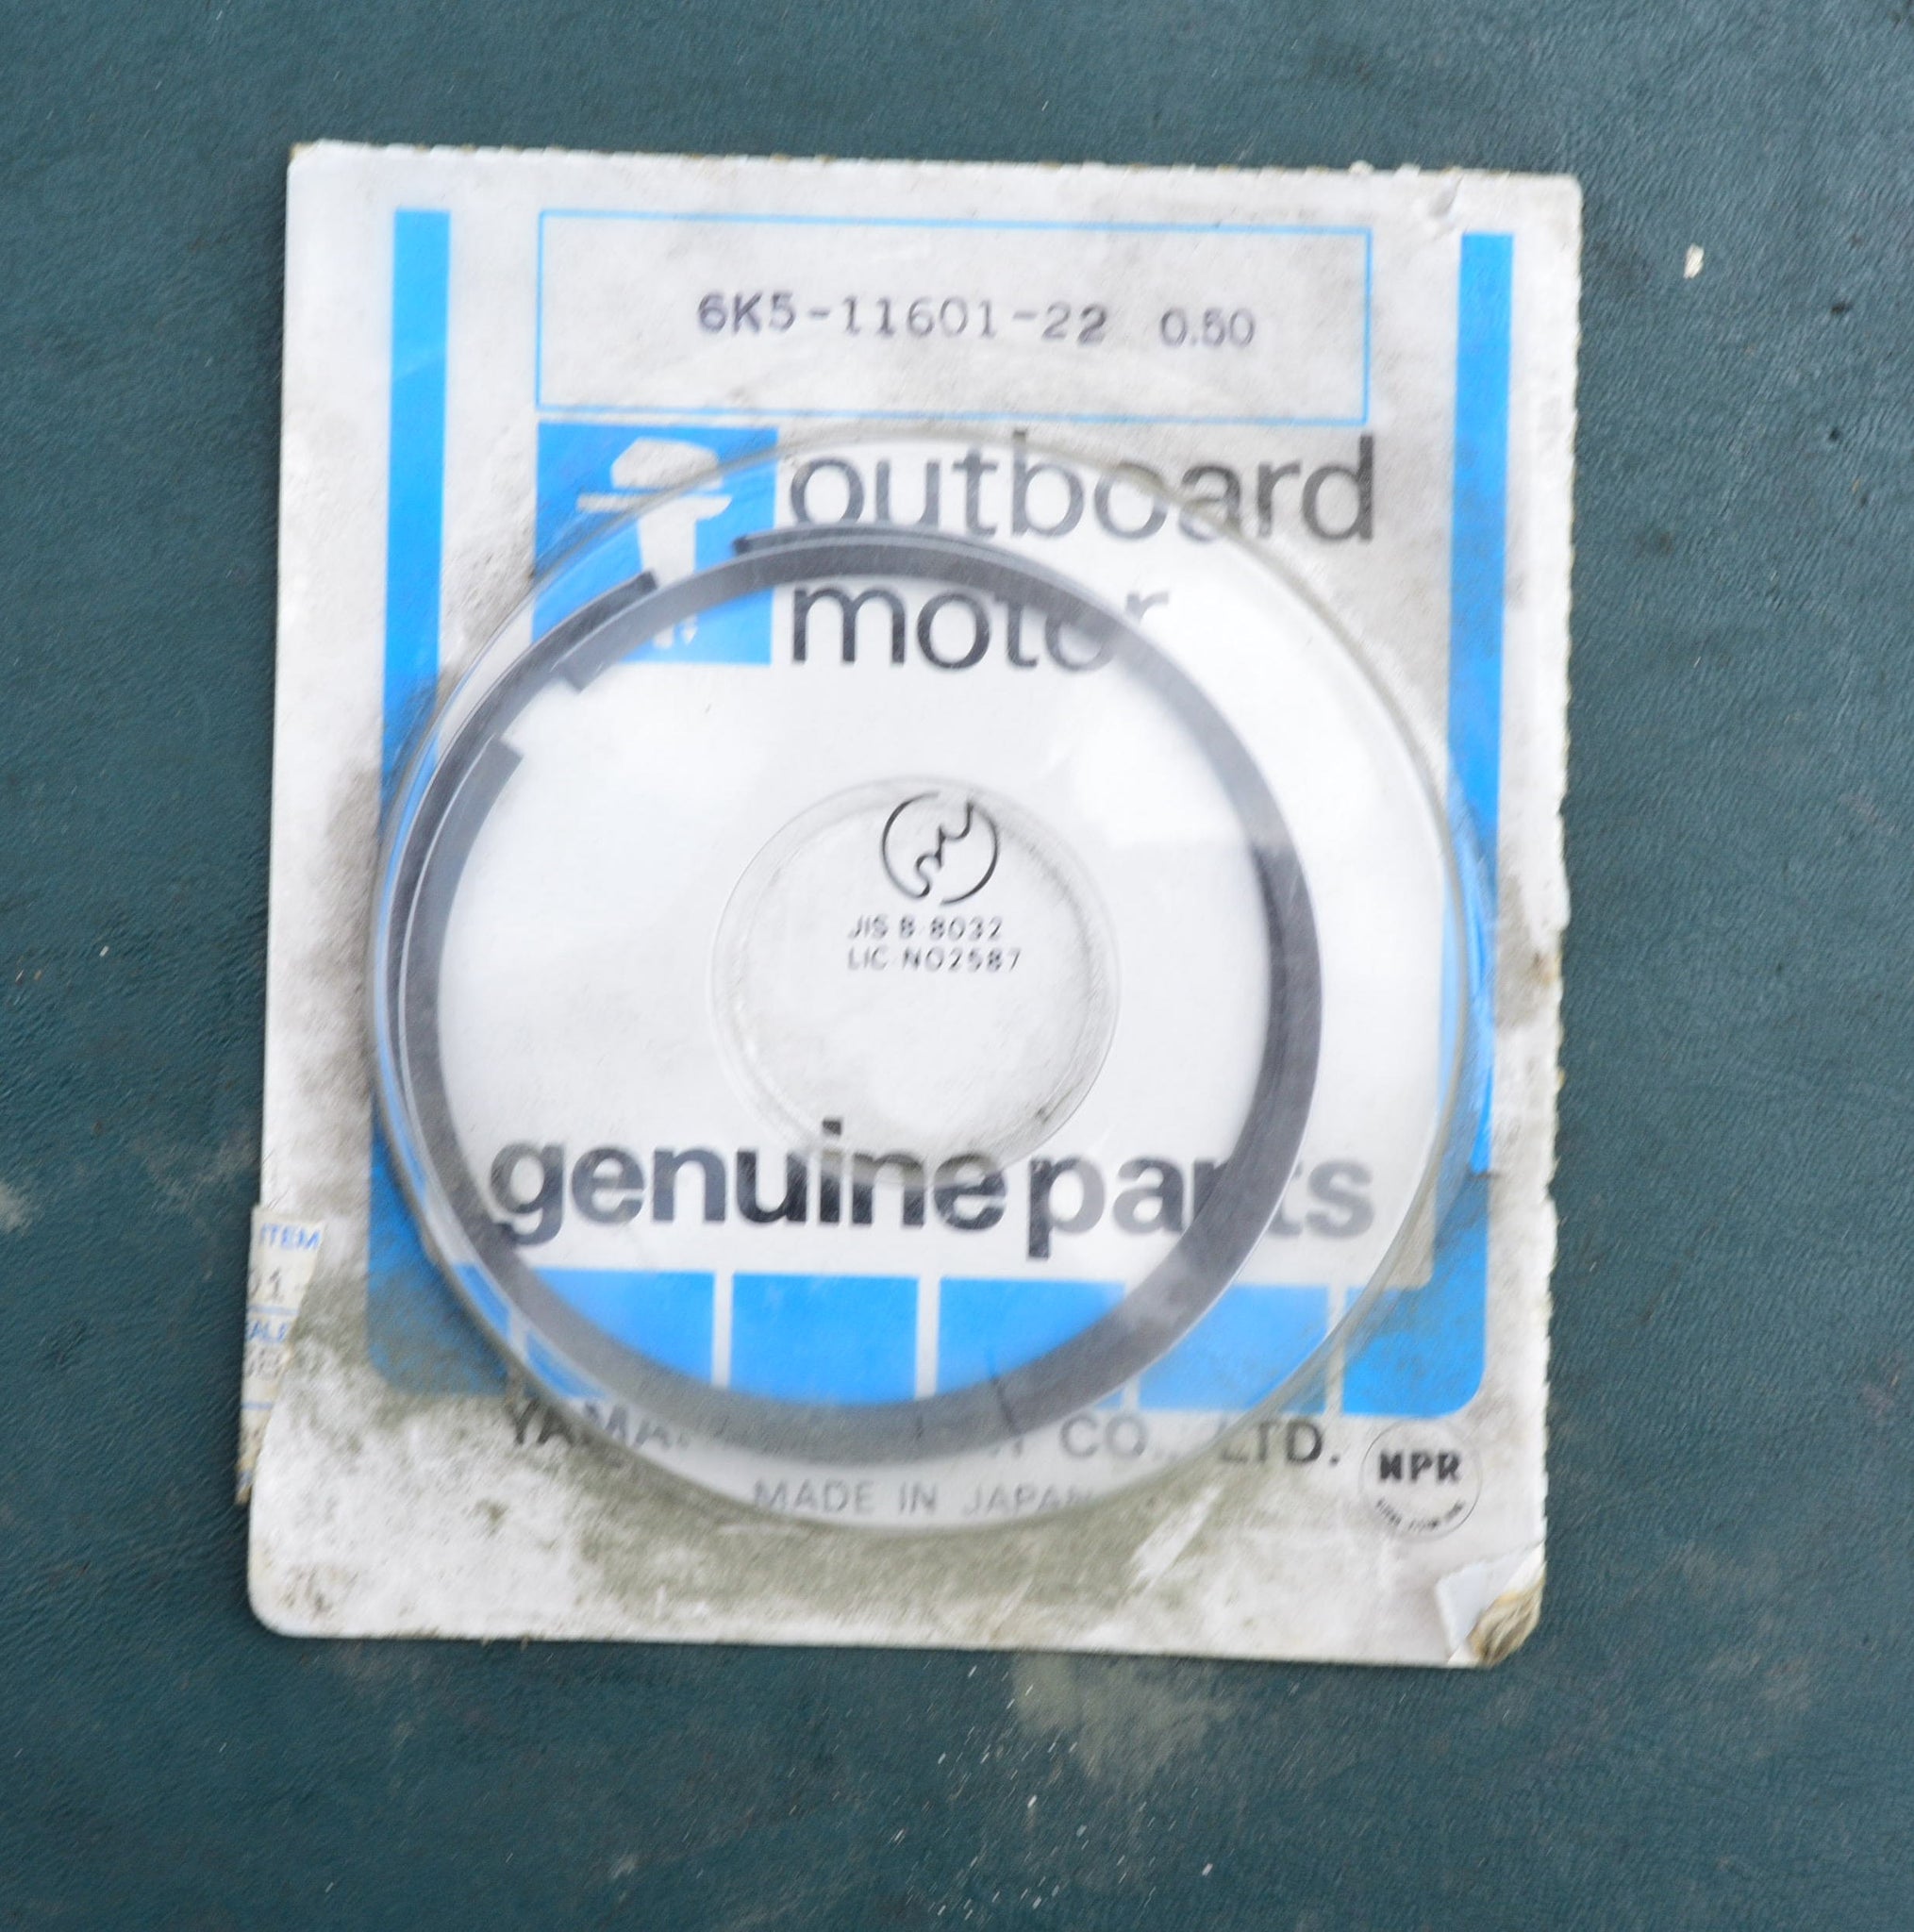 6K5-11601-22 0.50
outboard
motor
JIS B 8032
LIC NO2587
genuine parts
ITEM
01
CO., LTD.
MADE IN JAPAN
NPR